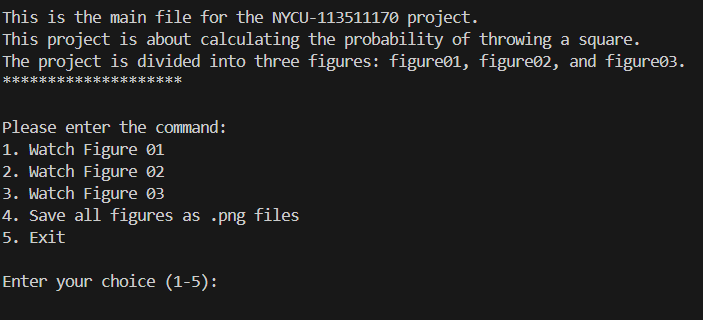 This is the main file for the NYCU-113511170 project.
This project is about calculating the probability of throwing a square.
The project is divided into three figures: figure01, figure02, and figure03.
********************
Please enter the command:
1. Watch Figure 01
2. Watch Figure 02
3. Watch Figure 03
4. Save all figures as .png files
5. Exit
Enter your choice (1-5):